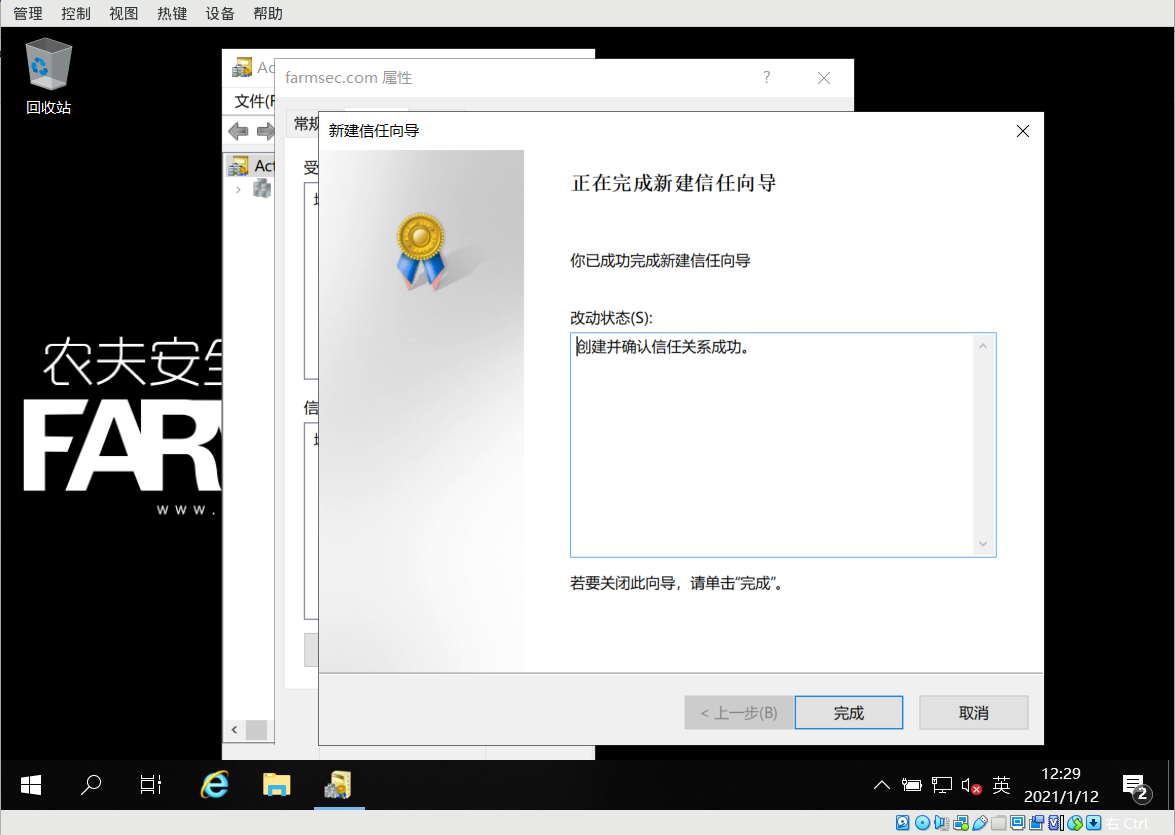 管理 控制 视图 热键 设备 帮助
回收站
Ac
farmsec.com 属性
?
文件(F
常规
新建信任向导
Act
受
正在完成新建信任向导
你已成功完成新建信任向导
改动状态(S):
创建并确认信任关系成功。
信
若要关闭此向导，请单击“完成”。
农夫安全
FAR
www.
< 上一步(B)
完成
取消
英
12:29
2021/1/12
2
右 Ctrl